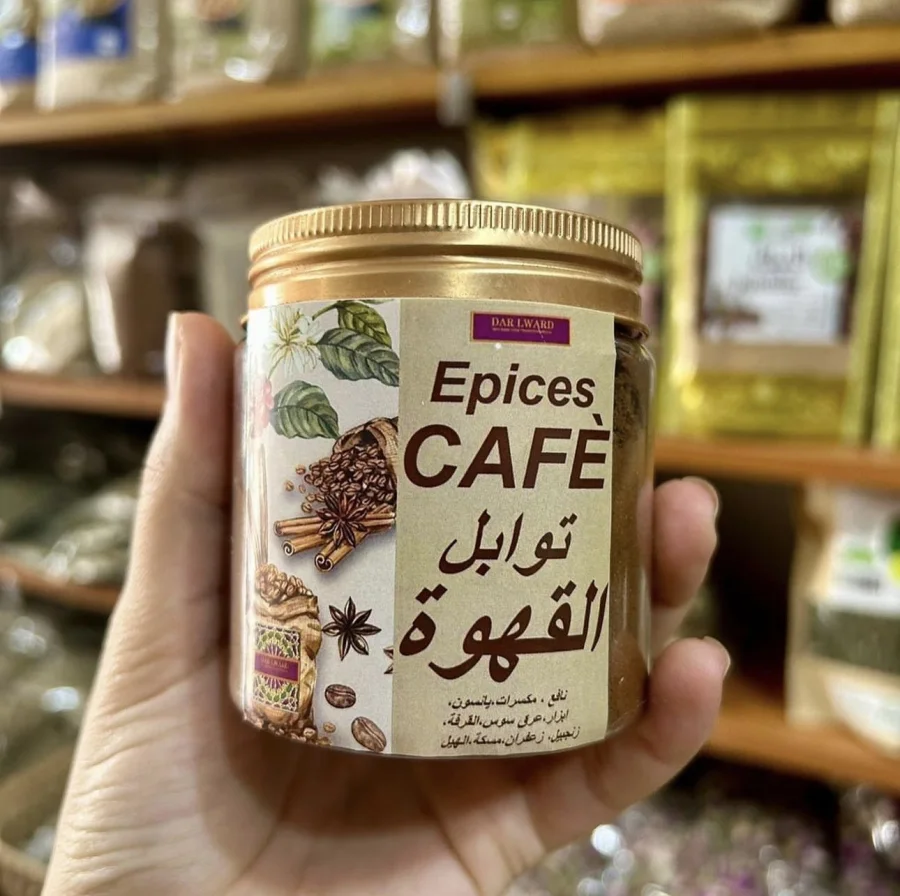 DAR LWARD
Epices
CAFÈ
توابل
القهوة
نافع ، مكسرات،يانسون،
ابزار،عرق سوس،القرفة،
زنجبيل، زعفران،مسكة،الهيل